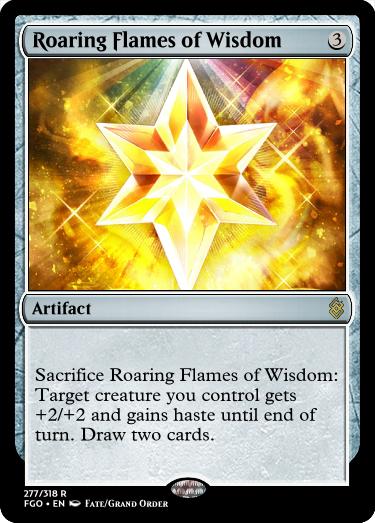 Roaring Flames of Wisdom 3
Artifact
Sacrifice Roaring Flames of Wisdom:
Target creature you control gets
+2/+2 and gains haste until end of
turn. Draw two cards.
277/318 R
FGO • EN Fate/Grand Order